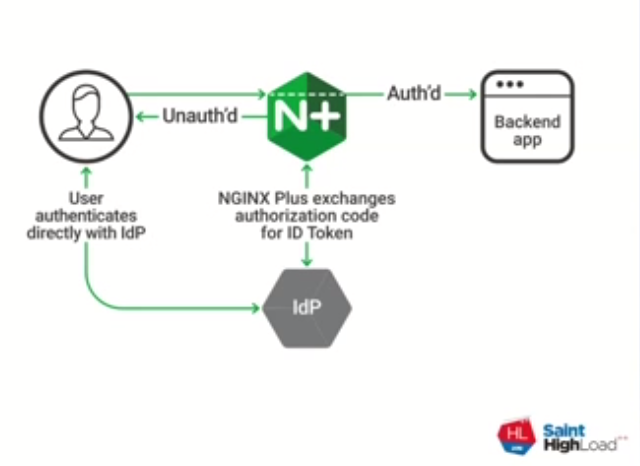 Unauth'd
N+
Auth'd
Backend
app
User
authenticates
directly with IdP
NGINX Plus exchanges
authorization code
for ID Token
IdP
HL
Saint
HighLoad++